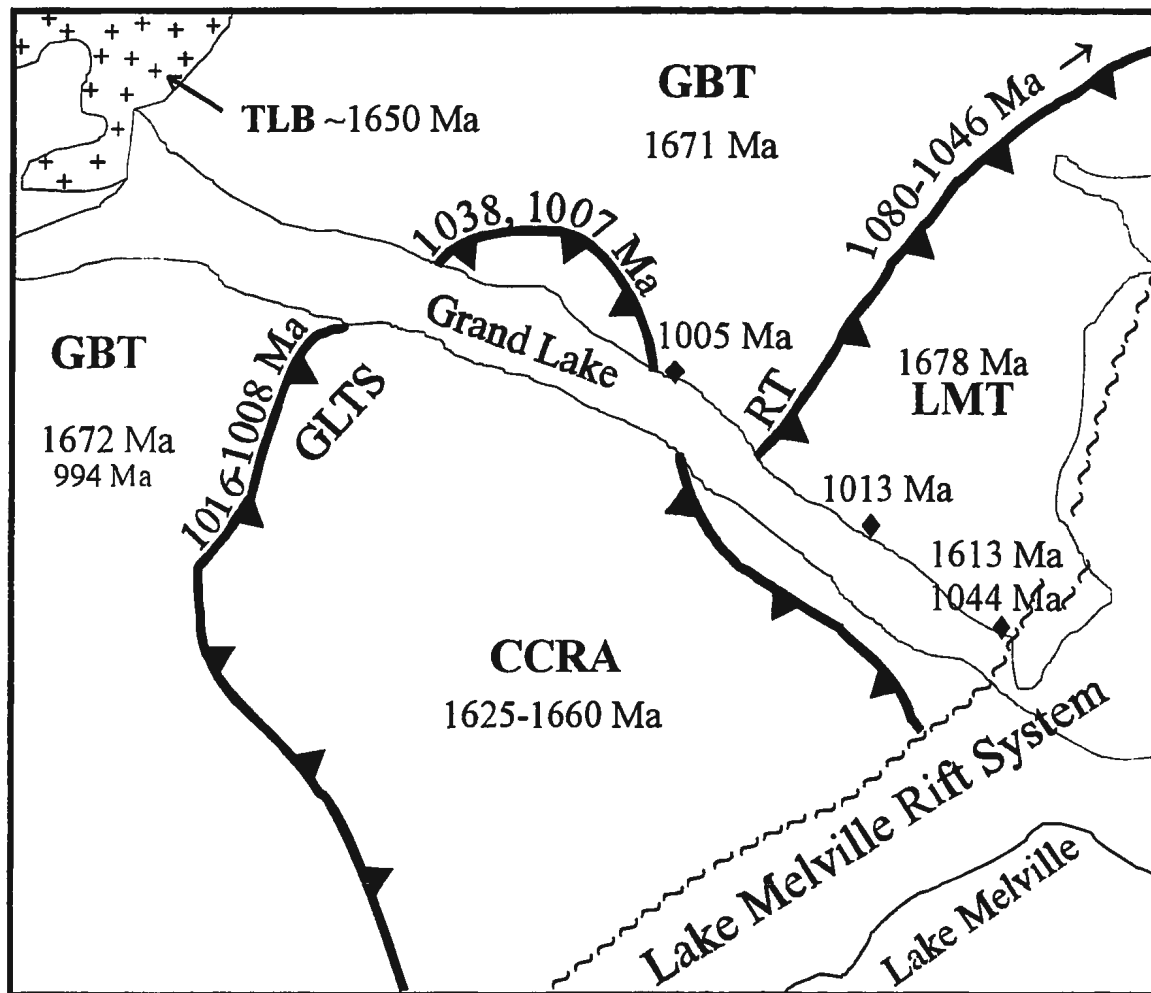 GBT
TLB ~1650 Ma
1671 Ma
1080-1046 Ma
1038, 1007 Ma
Grand Lake
1005 Ma
GBT
1016-1008 Ma
GLTS
RT
1678 Ma
LMT
1672 Ma
994 Ma
1013 Ma
1613 Ma
1044 Ma
CCRA
1625-1660 Ma
Lake Melville Rift System
Lake Melville